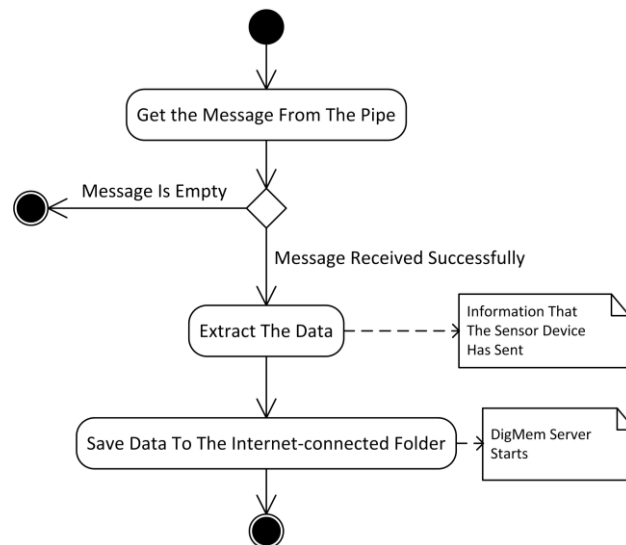 Get the Message From The Pipe
Message Is Empty
Message Received Successfully
Extract The Data
Information That
The Sensor Device
Has Sent
Save Data To The Internet-connected Folder
DigMem Server
Starts